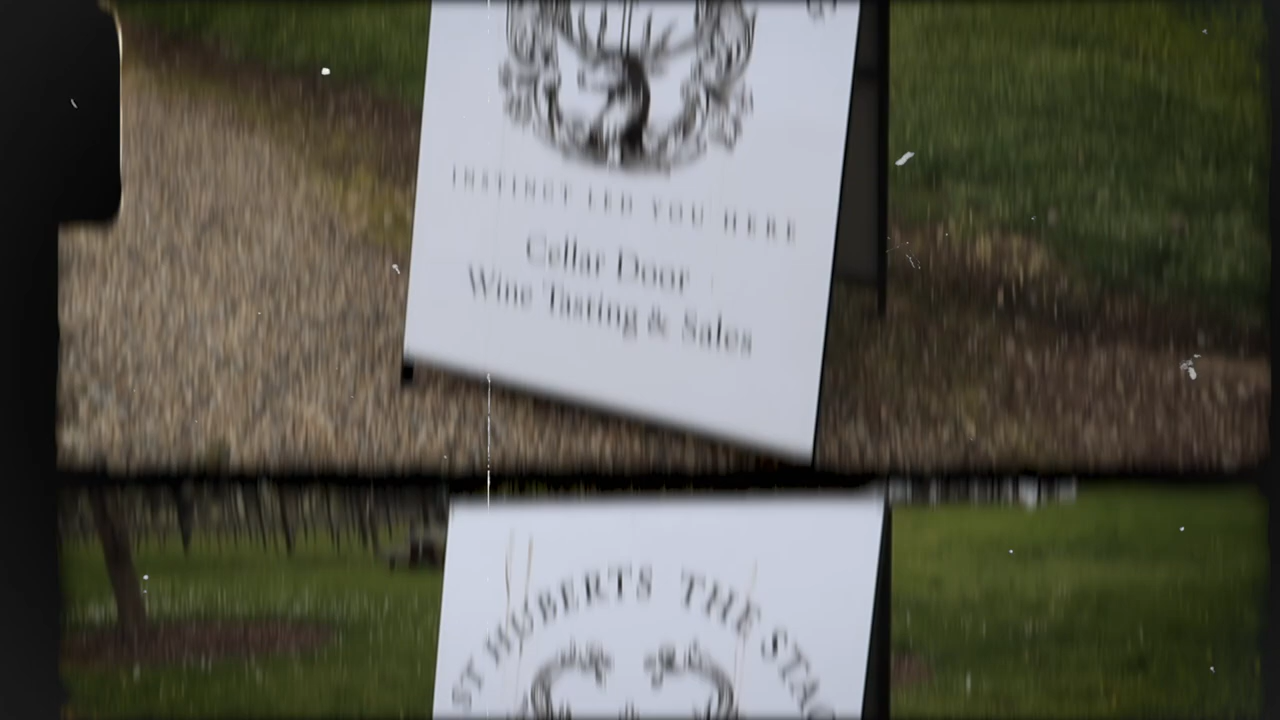 INSTINCT LED YOU HERE
Cellar Door
Wine Tasting & Sales
ST HUBERTS THE STAG